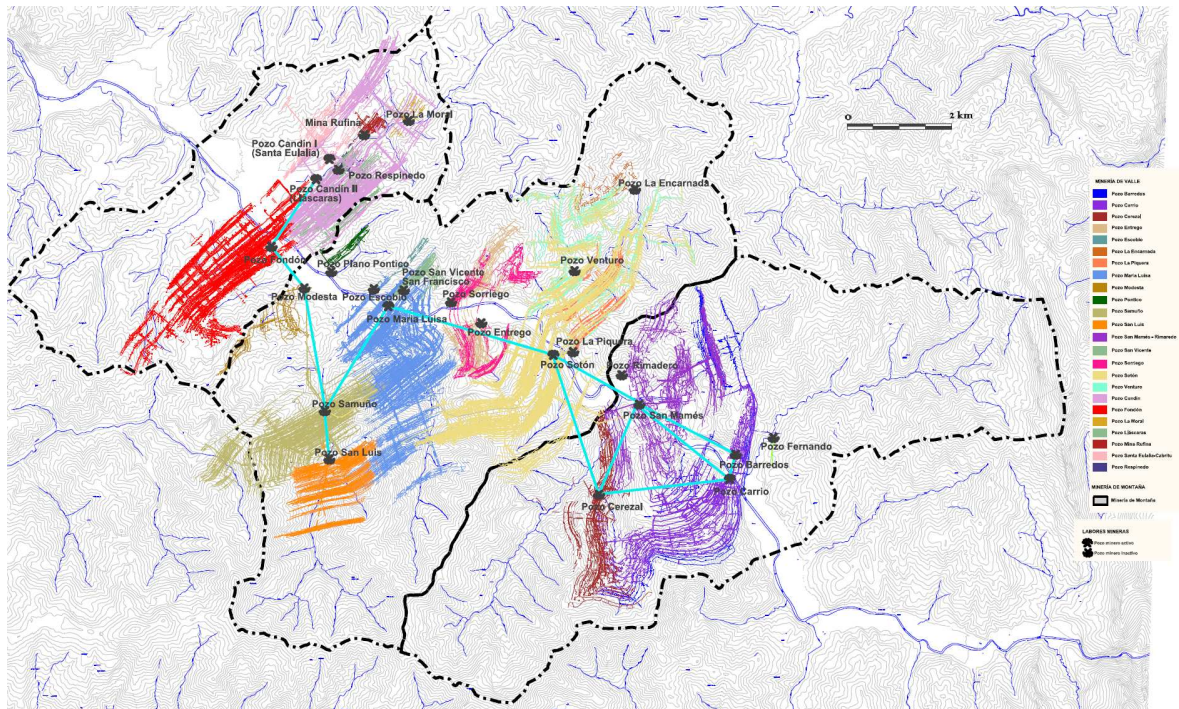 Mina Rufina
Pozo La Moral
Pozo Candín I
(Santa Eulalia)
Pozo Respinedo
Pozo Candín II
(Lláscaras)
Pozo La Encarnada
Pozo Fondón
Pozo Plano Pontico
Pozo San Vicente
San Francisco
Pozo Venturo
Pozo Modesta
Pozo Escobio
Pozo Sorriego
Pozo María Luisa
Pozo Entrego
Pozo La Piquera
Pozo Sotón
Pozo Rimadero
Pozo Samuño
Pozo San Mamés
Pozo Fernando
Pozo San Luis
Pozo Barredos
Pozo Carrio
Pozo Cerezal
0 2 km
MINERÍA DE VALLE
Pozo Barredos
Pozo Carrio
Pozo Cerezal
Pozo Entrego
Pozo Escobio
Pozo La Encarnada
Pozo La Piquera
Pozo María Luisa
Pozo Modesta
Pozo Pontico
Pozo Samuño
Pozo San Luis
Pozo San Mamés - Rimaredo
Pozo San Vicente
Pozo Sorriego
Pozo Sotón
Pozo Venturo
Pozo Candín
Pozo Fondón
Pozo La Moral
Pozo Lláscaras
Pozo Mina Rufina
Pozo Santa Eulalia-Cabritu
Pozo Respinedo
MINERÍA DE MONTAÑA
Minería de Montaña
LABORES MINERAS
Pozo minero activo
Pozo minero inactivo